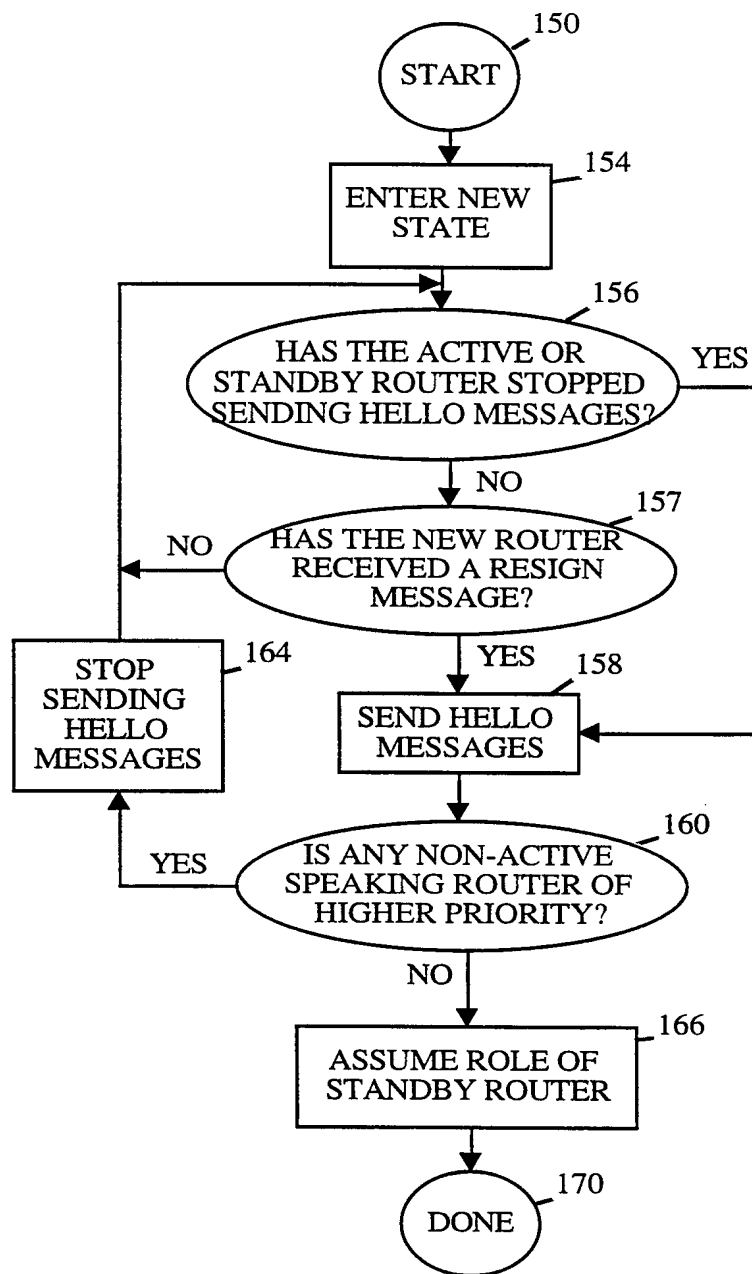 150
START
154
ENTER NEW
STATE
156
HAS THE ACTIVE OR
STANDBY ROUTER STOPPED
SENDING HELLO MESSAGES?
YES
NO
157
HAS THE NEW ROUTER
RECEIVED A RESIGN
MESSAGE?
NO
YES
164
STOP
SENDING
HELLO
MESSAGES
158
SEND HELLO
MESSAGES
160
IS ANY NON-ACTIVE
SPEAKING ROUTER OF
HIGHER PRIORITY?
YES
NO
166
ASSUME ROLE OF
STANDBY ROUTER
170
DONE